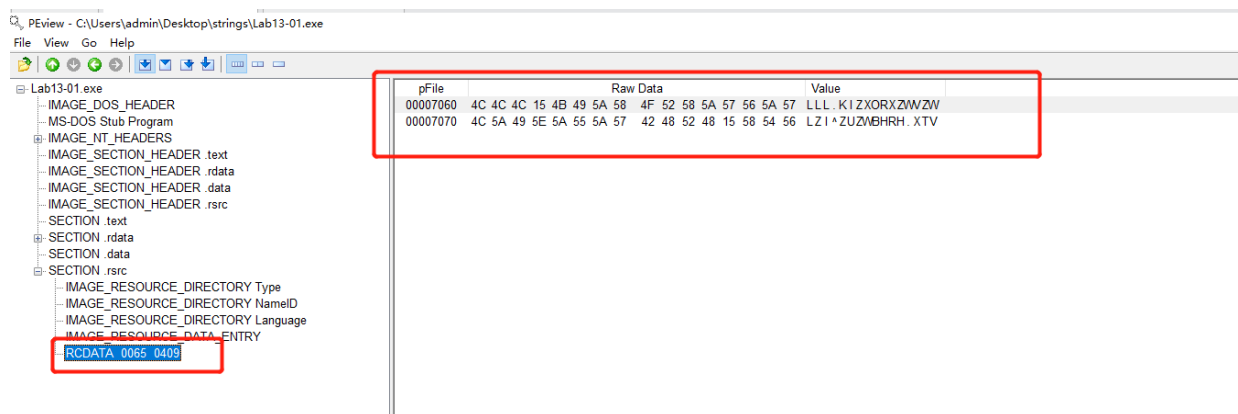 PEview - C:\Users\admin\Desktop\strings\Lab13-01.exe
File View Go Help
Lab13-01.exe
IMAGE_DOS_HEADER
MS-DOS Stub Program
IMAGE_NT_HEADERS
IMAGE_SECTION_HEADER .text
IMAGE_SECTION_HEADER .rdata
IMAGE_SECTION_HEADER .data
IMAGE_SECTION_HEADER .rsrc
SECTION .text
SECTION .rdata
SECTION .data
SECTION .rsrc
IMAGE_RESOURCE_DIRECTORY Type
IMAGE_RESOURCE_DIRECTORY NameID
IMAGE_RESOURCE_DIRECTORY Language
IMAGE_RESOURCE_DATA_ENTRY
RCDATA 0065 0409
pFile Raw Data Value
00007060 4C 4C 4C 15 4B 49 5A 58 4F 52 58 5A 57 56 5A 57 LLL.KIZXORXZWVZW
00007070 4C 5A 49 5E 5A 55 5A 57 42 48 52 48 15 58 54 56 LZI^ZUZWBHRH.XTV